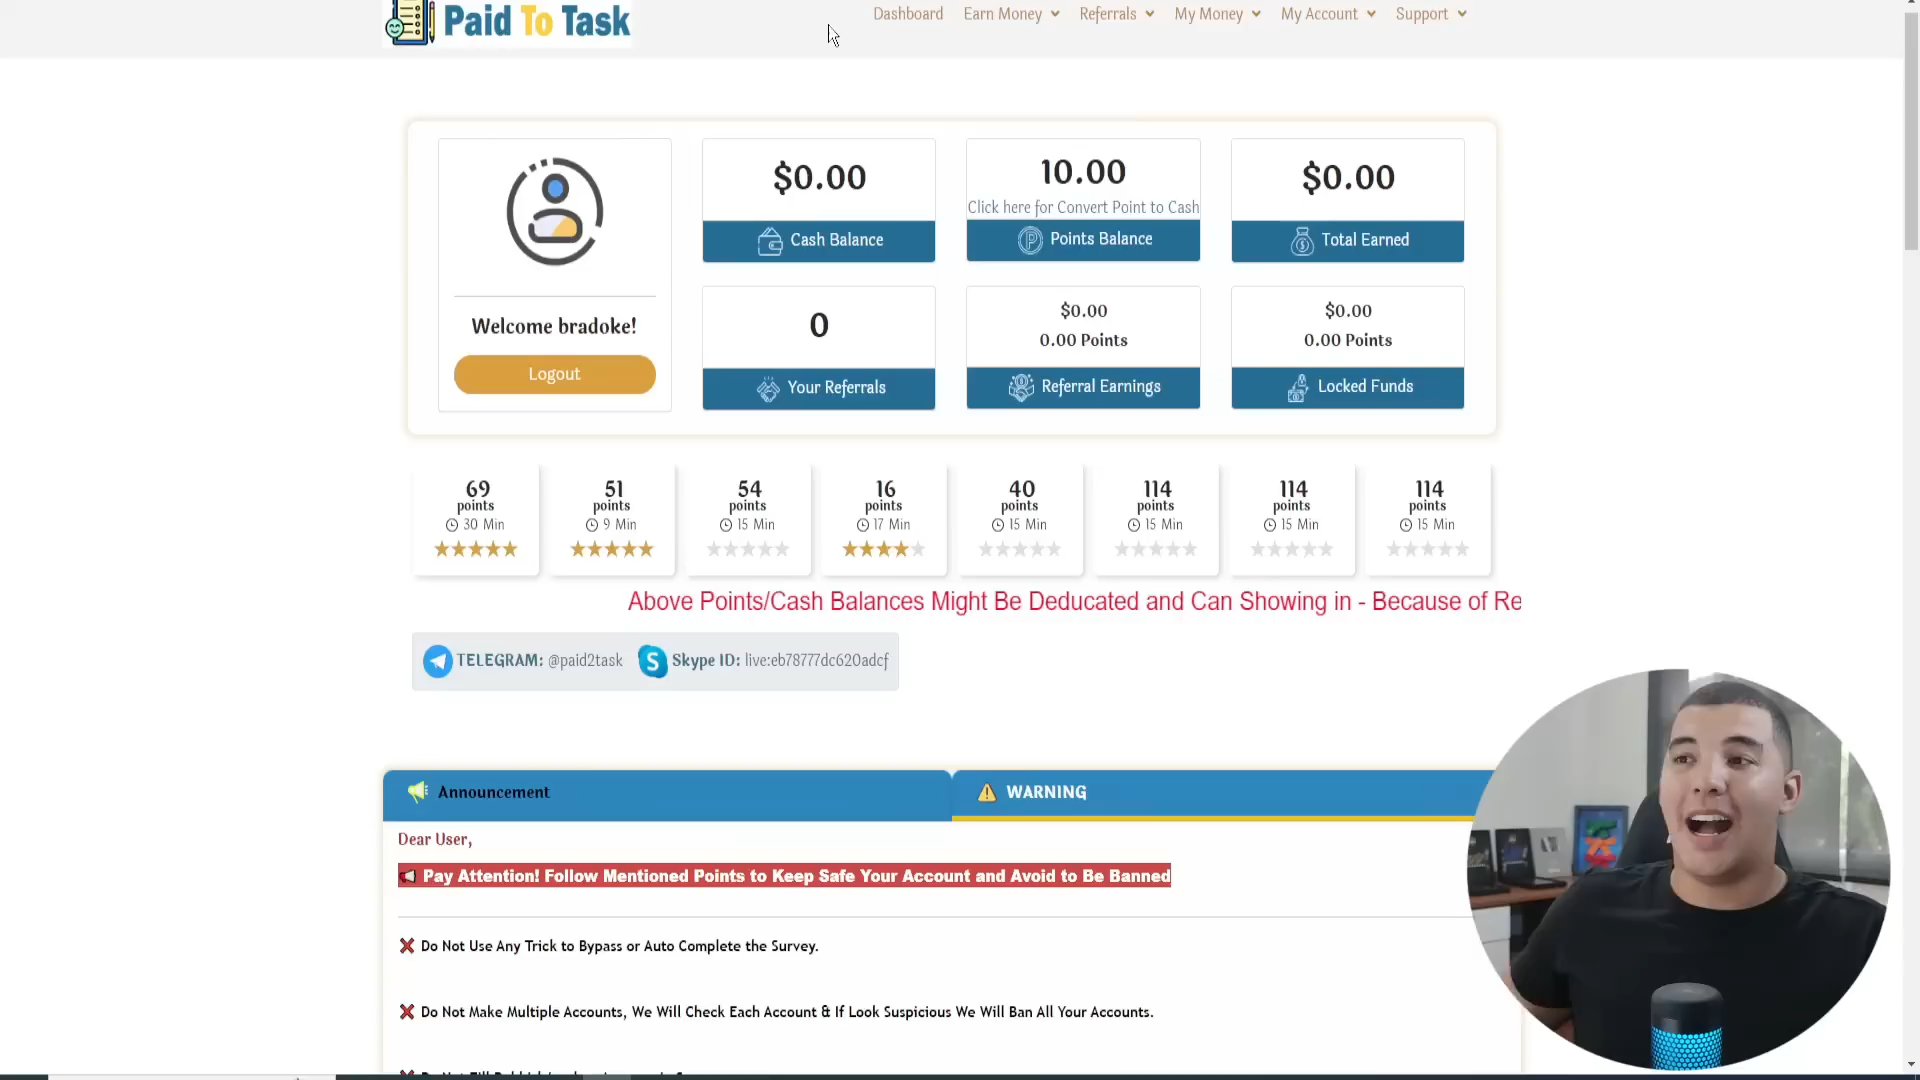 Paid To Task
Dashboard Earn Money Referrals My Money My Account Support
$0.00
Cash Balance
10.00
Click here for Convert Point to Cash
Points Balance
$0.00
Total Earned
Welcome bradoke!
Logout
0
Your Referrals
$0.00
0.00 Points
Referral Earnings
$0.00
0.00 Points
Locked Funds
69 points 30 Min
51 points 9 Min
54 points 15 Min
16 points 17 Min
40 points 15 Min
114 points 15 Min
114 points 15 Min
114 points 15 Min
Above Points/Cash Balances Might Be Deducated and Can Showing in - Because of Re
TELEGRAM: @paid2task Skype ID: live:eb78777dc620adcf
Announcement
WARNING
Dear User,
Pay Attention! Follow Mentioned Points to Keep Safe Your Account and Avoid to Be Banned
Do Not Use Any Trick to Bypass or Auto Complete the Survey.
Do Not Make Multiple Accounts, We Will Check Each Account & If Look Suspicious We Will Ban All Your Accounts.